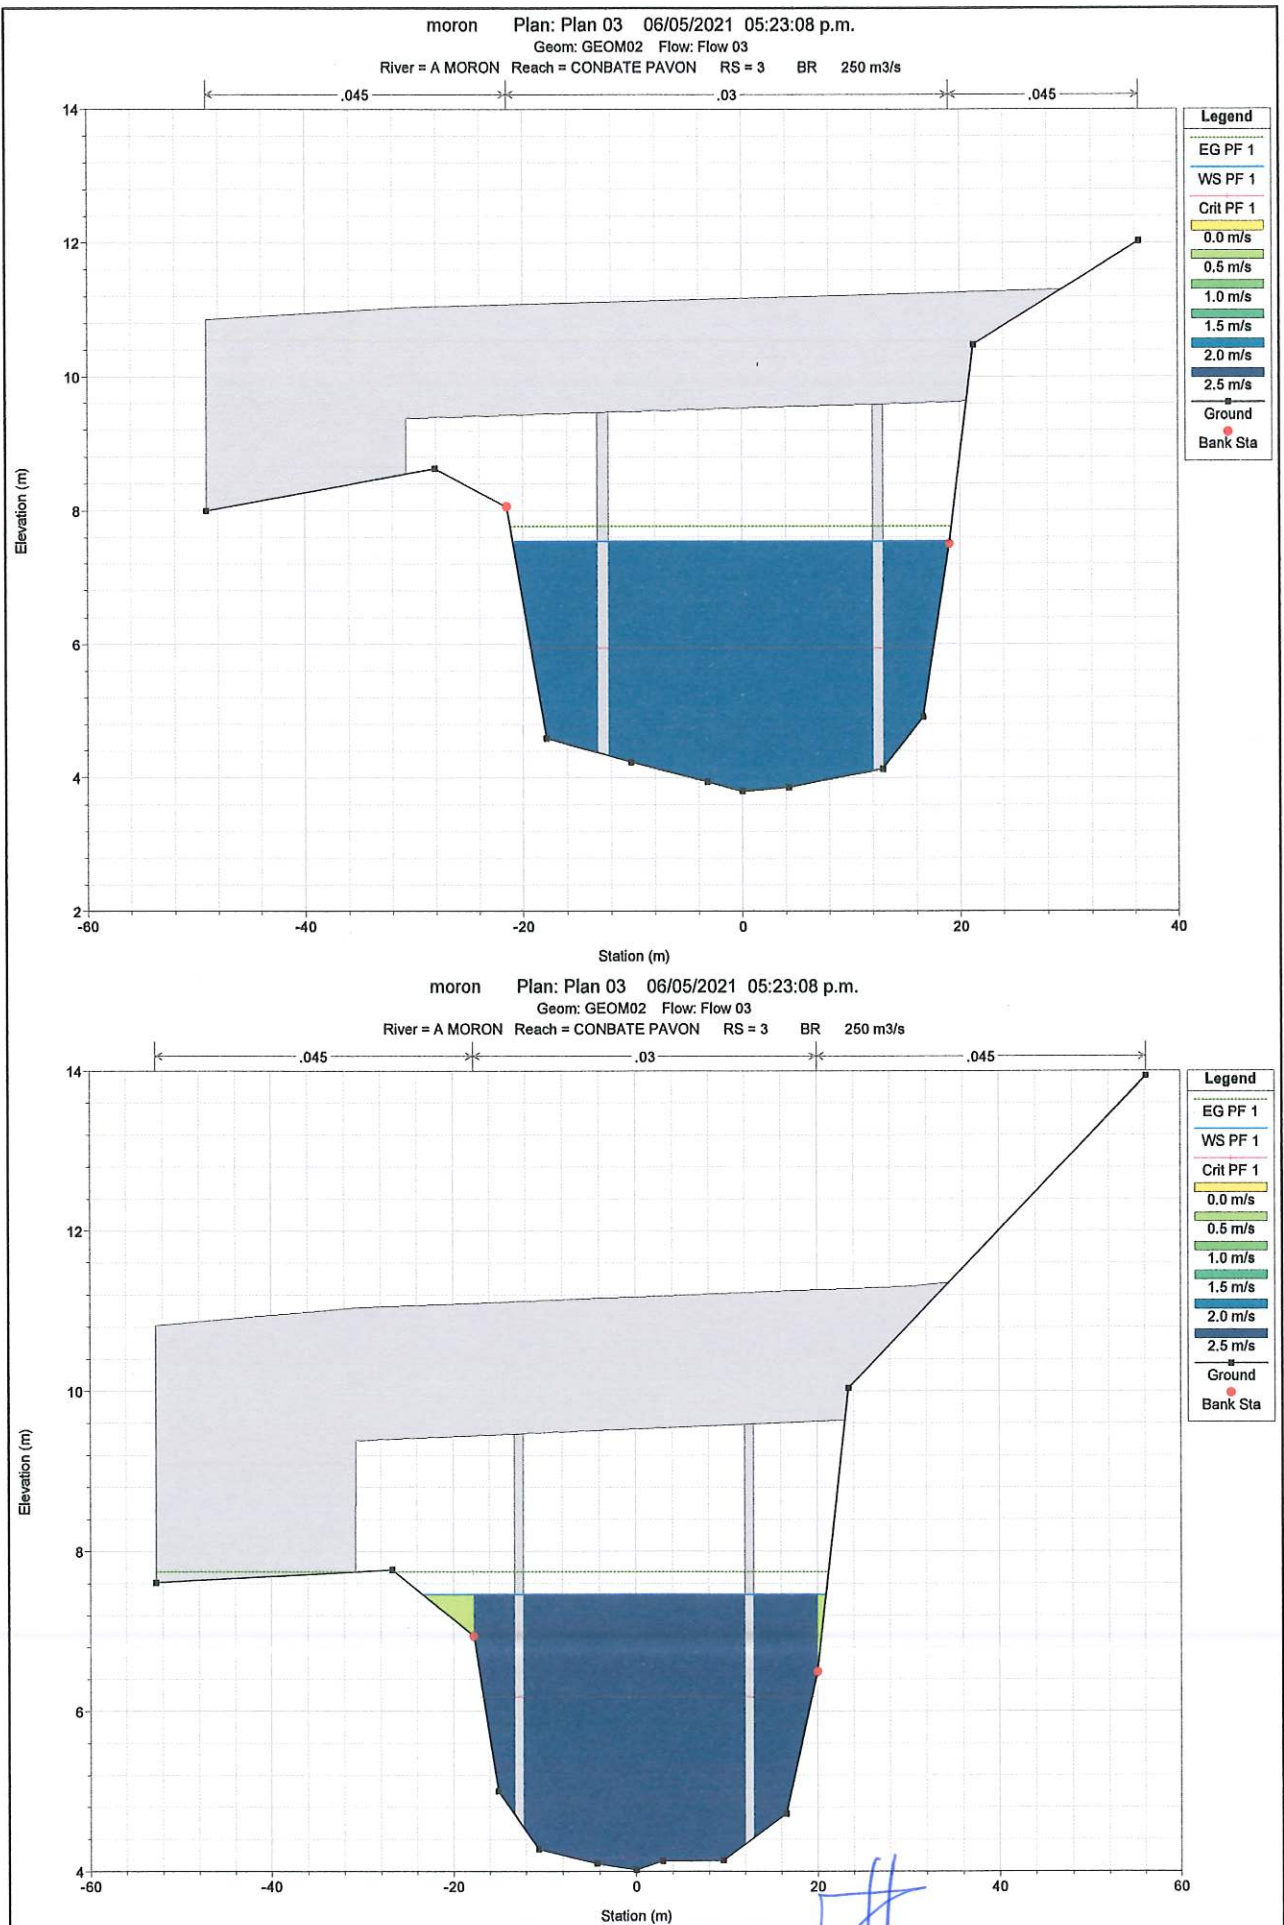 moron Plan: Plan 03 06/05/2021 05:23:08 p.m.
Geom: GEOM02 Flow: Flow 03
River = A MORON Reach = CONBATE PAVON RS = 3 BR 250 m3/s
.045 .03 .045
Legend
EG PF 1
WS PF 1
Crit PF 1
0.0 m/s
0.5 m/s
1.0 m/s
1.5 m/s
2.0 m/s
2.5 m/s
Ground
Bank Sta
14
12
10
8
6
4
2
Elevation (m)
-60 -40 -20 0 20 40
Station (m)
moron Plan: Plan 03 06/05/2021 05:23:08 p.m.
Geom: GEOM02 Flow: Flow 03
River = A MORON Reach = CONBATE PAVON RS = 3 BR 250 m3/s
.045 .03 .045
Legend
EG PF 1
WS PF 1
Crit PF 1
0.0 m/s
0.5 m/s
1.0 m/s
1.5 m/s
2.0 m/s
2.5 m/s
Ground
Bank Sta
14
12
10
8
6
4
Elevation (m)
-60 -40 -20 0 20 40 60
Station (m)